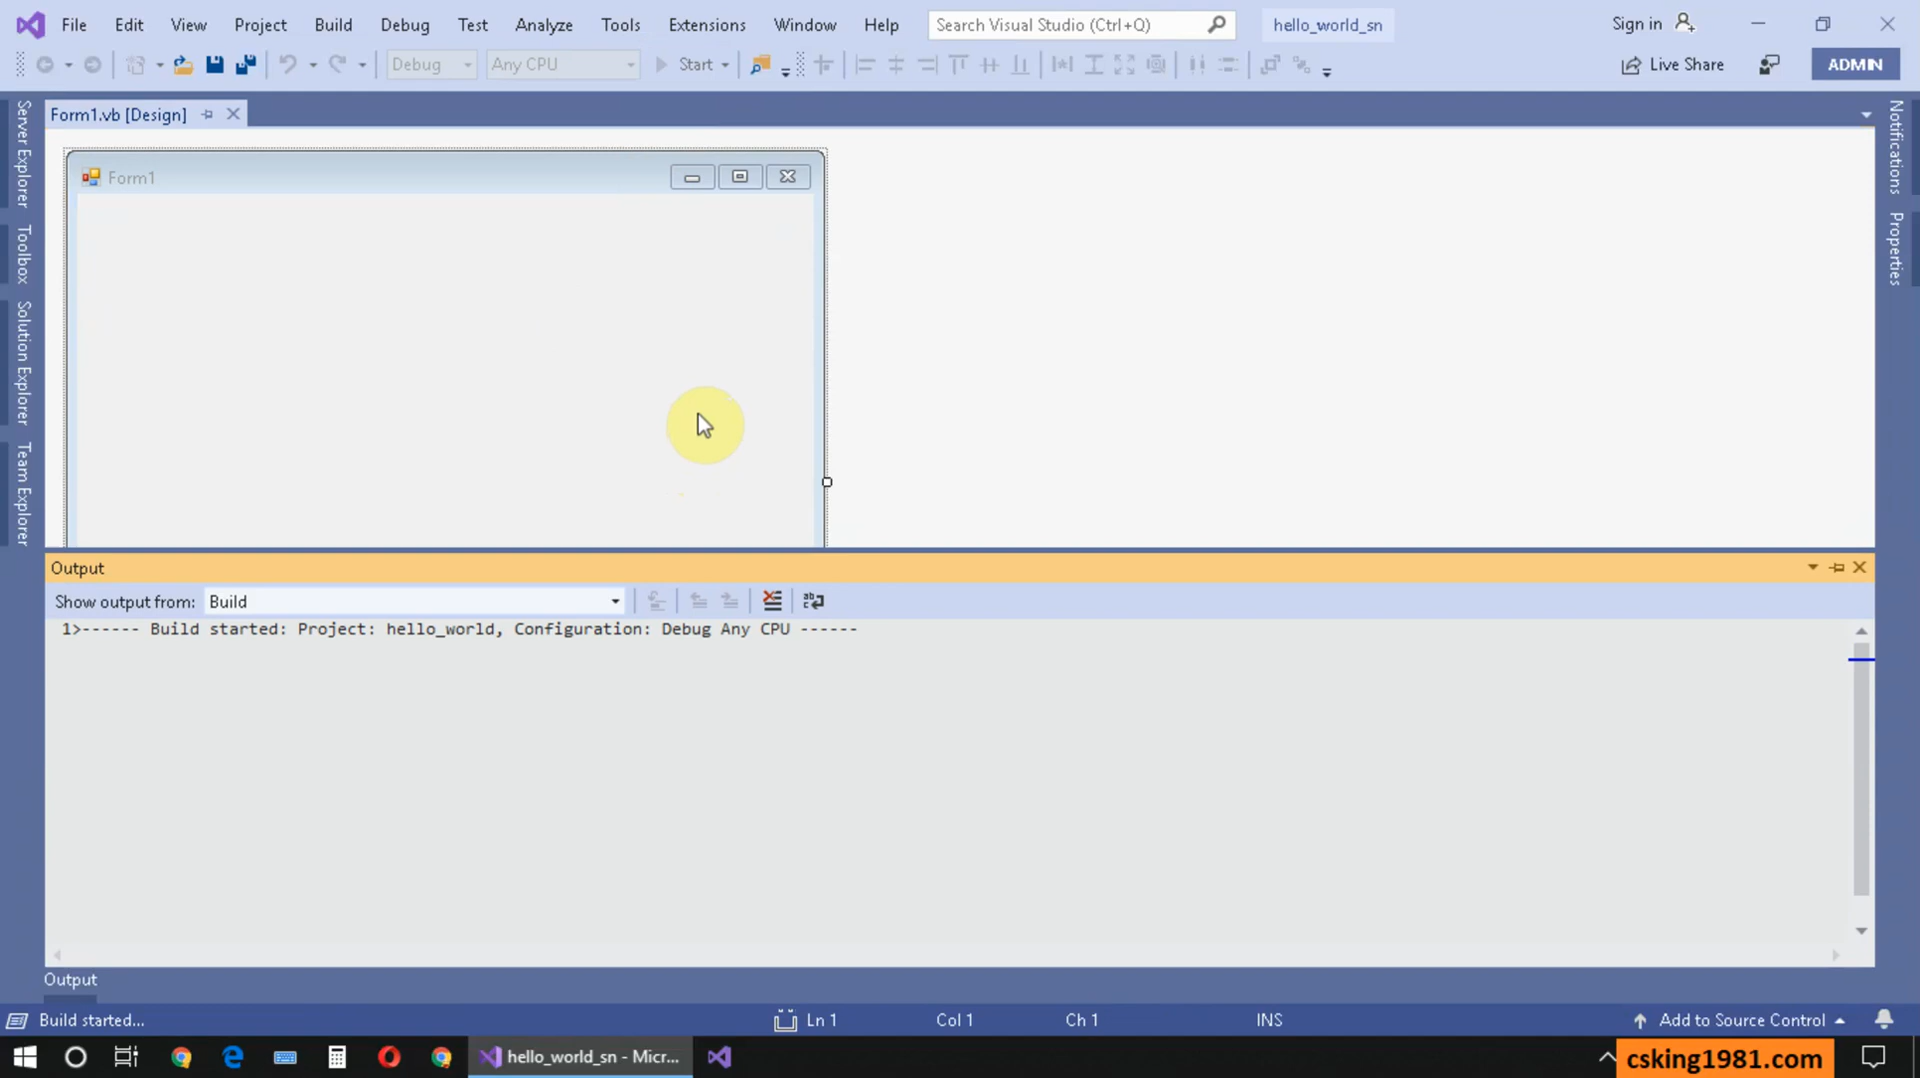 File Edit View Project Build Debug Test Analyze Tools Extensions Window Help Search Visual Studio (Ctrl+Q) hello_world_sn Sign in
Debug Any CPU Start Live Share ADMIN
Form1.vb [Design]
Server Explorer
Toolbox
Solution Explorer
Team Explorer
Notifications
Properties
Form1
Output
Show output from: Build
1>------ Build started: Project: hello_world, Configuration: Debug Any CPU ------
Output
Build started... Ln 1 Col 1 Ch 1 INS Add to Source Control
hello_world_sn - Micr... csking1981.com